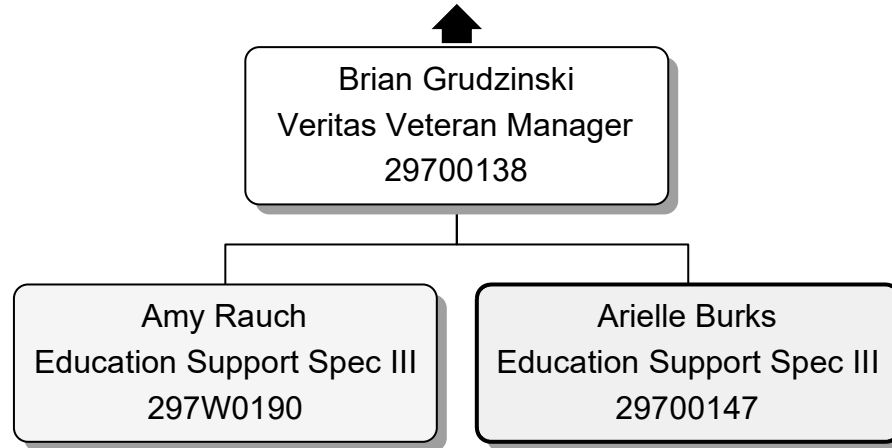 Brian Grudzinski
Veritas Veteran Manager
29700138
Amy Rauch
Education Support Spec III
297W0190
Arielle Burks
Education Support Spec III
29700147